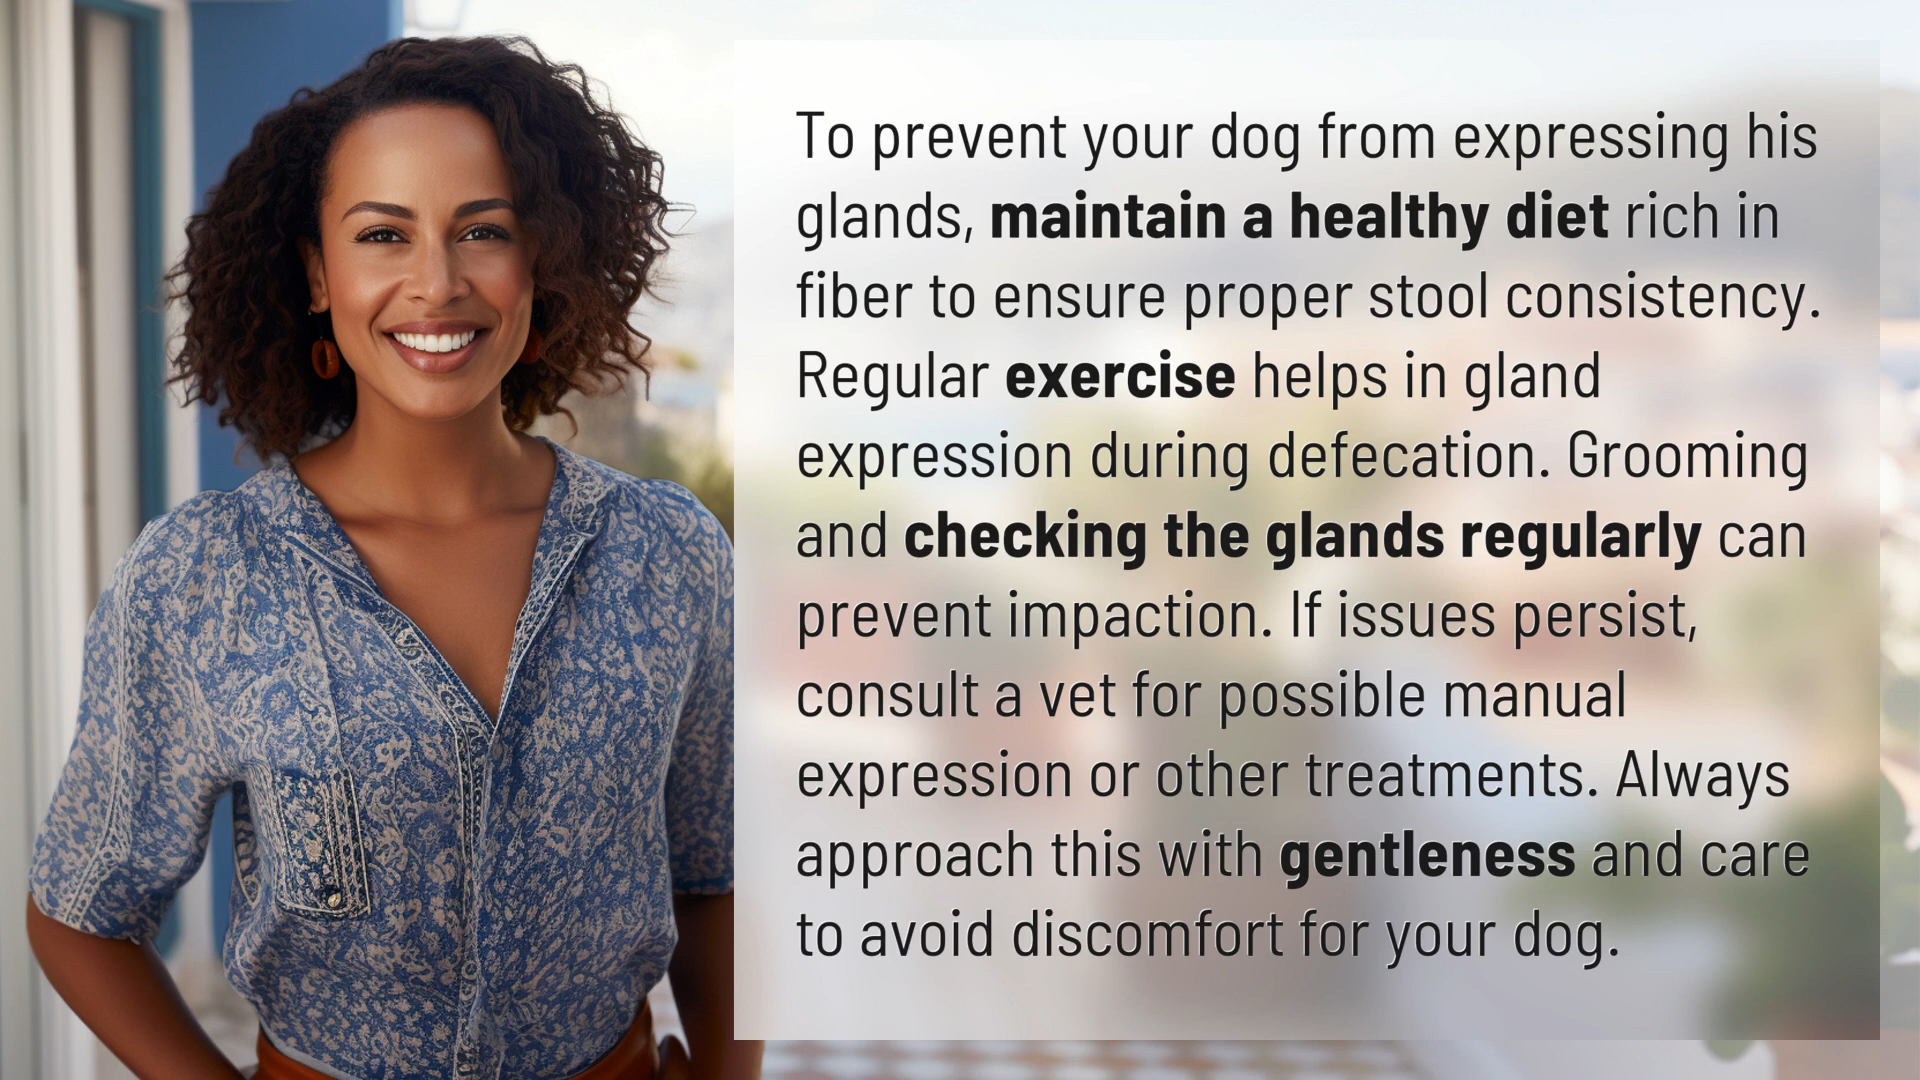 To prevent your dog from expressing his
glands, maintain a healthy diet rich in
fiber to ensure proper stool consistency.
Regular exercise helps in gland
expression during defecation. Grooming
and checking the glands regularly can
prevent impaction. If issues persist,
consult a vet for possible manual
expression or other treatments. Always
approach this with gentleness and care
to avoid discomfort for your dog.